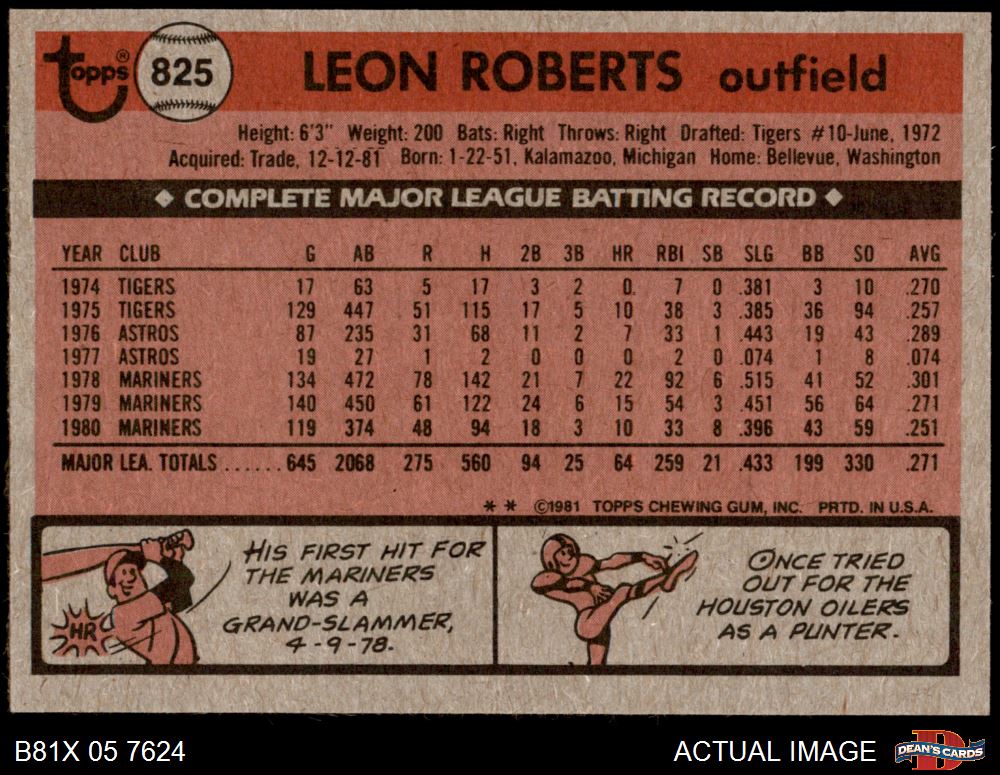 topps® 825 LEON ROBERTS outfield
Height: 6'3" Weight: 200 Bats: Right Throws: Right Drafted: Tigers #10-June, 1972
Acquired: Trade, 12-12-81 Born: 1-22-51, Kalamazoo, Michigan Home: Bellevue, Washington
◆ COMPLETE MAJOR LEAGUE BATTING RECORD ◆
YEAR CLUB G AB R H 2B 3B HR RBI SB SLG BB SO AVG
1974 TIGERS 17 63 5 17 3 2 0. 7 0 .381 3 10 .270
1975 TIGERS 129 447 51 115 17 5 10 38 3 .385 36 94 .257
1976 ASTROS 87 235 31 68 11 2 7 33 1 .443 19 43 .289
1977 ASTROS 19 27 1 2 0 0 0 2 0 .074 1 8 .074
1978 MARINERS 134 472 78 142 21 7 22 92 6 .515 41 52 .301
1979 MARINERS 140 450 61 122 24 6 15 54 3 .451 56 64 .271
1980 MARINERS 119 374 48 94 18 3 10 33 8 .396 43 59 .251
MAJOR LEA. TOTALS ...... 645 2068 275 560 94 25 64 259 21 .433 199 330 .271
* * ©1981 TOPPS CHEWING GUM, INC. PRTD. IN U.S.A.
HR
HIS FIRST HIT FOR
THE MARINERS
WAS A
GRAND-SLAMMER,
4-9-78.
ONCE TRIED
OUT FOR THE
HOUSTON OILERS
AS A PUNTER.
B81X 05 7624 ACTUAL IMAGE DEAN'S CARDS